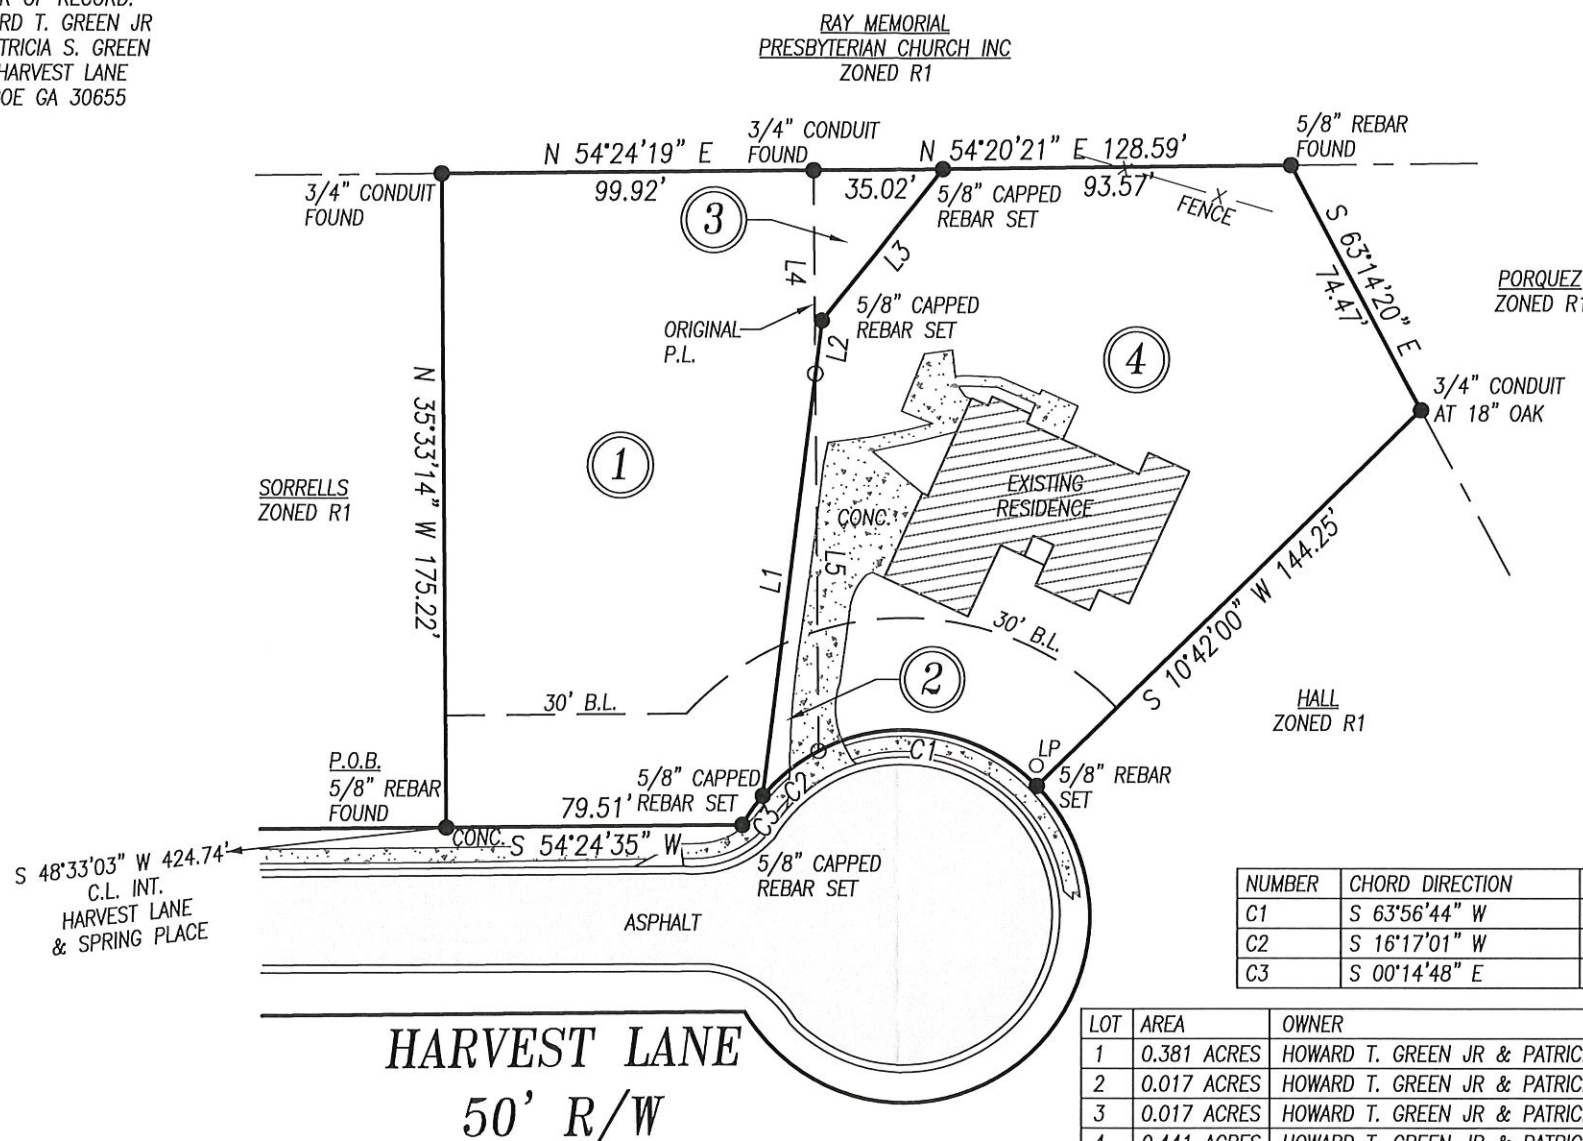 RD T. GREEN JR
TRICIA S. GREEN
HARVEST LANE
OE GA 30655
RAY MEMORIAL
PRESBYTERIAN CHURCH INC
ZONED R1
N 54°24'19" E
99.92'
3/4" CONDUIT
FOUND
N 54°20'21" E 128.59'
35.02'
93.57'
5/8" REBAR
FOUND
3/4" CONDUIT
FOUND
5/8" CAPPED
REBAR SET
X
X
FENCE
3
L3
L4
S 63°14'20" E
74.47'
PORQUEZ
ZONED R1
ORIGINAL
P.L.
5/8" CAPPED
REBAR SET
L2
4
3/4" CONDUIT
AT 18" OAK
N 35°33'14" W 175.22'
1
SORRELLS
ZONED R1
EXISTING
RESIDENCE
CONC.
L5
L1
S 10°42'00" W 144.25'
30' B.L.
2
30' B.L.
HALL
ZONED R1
P.O.B.
5/8" REBAR
FOUND
5/8" CAPPED
REBAR SET
C1
LP
5/8" REBAR
SET
79.51'
C2
C3
CONC.
S 54°24'35" W
5/8" CAPPED
REBAR SET
S 48°33'03" W 424.74'
C.L. INT.
HARVEST LANE
& SPRING PLACE
ASPHALT
NUMBER CHORD DIRECTION
C1 S 63°56'44" W
C2 S 16°17'01" W
C3 S 00°14'48" E
HARVEST LANE
50' R/W
LOT AREA OWNER
1 0.381 ACRES HOWARD T. GREEN JR & PATRIC
2 0.017 ACRES HOWARD T. GREEN JR & PATRIC
3 0.017 ACRES HOWARD T. GREEN JR & PATRIC
4 0.441 ACRES HOWARD T. GREEN JR & PATRIC